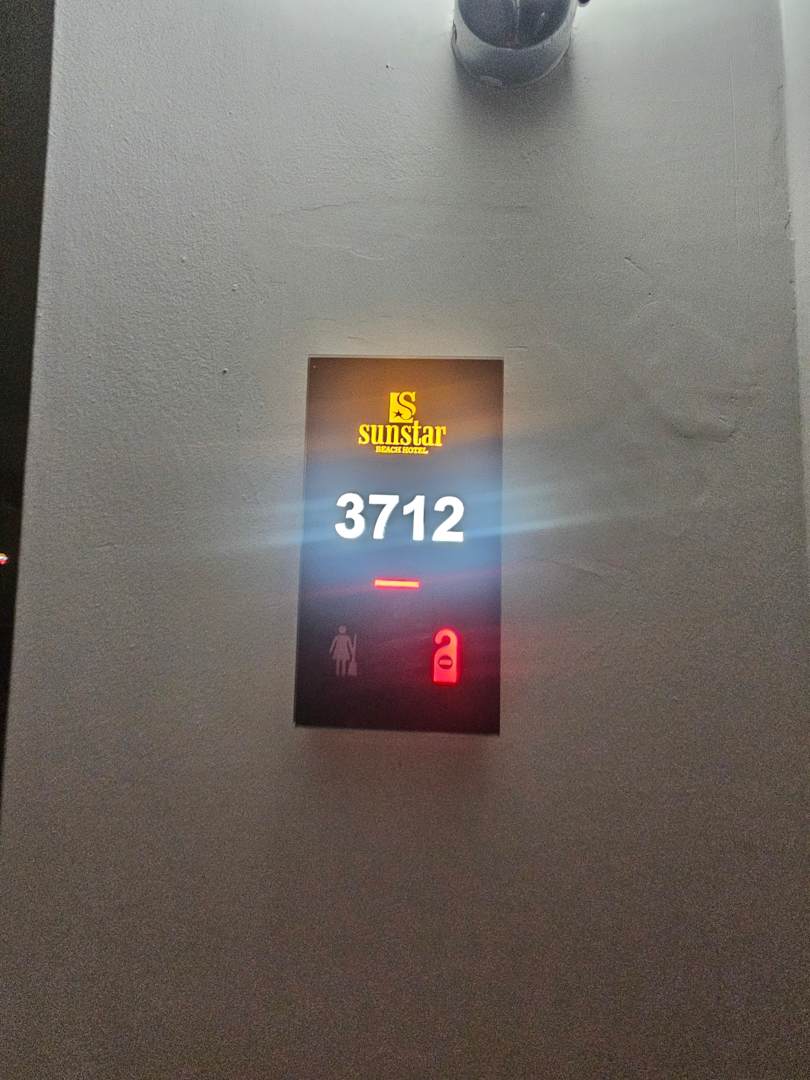 S
sunstar
BEACH HOTEL
3712